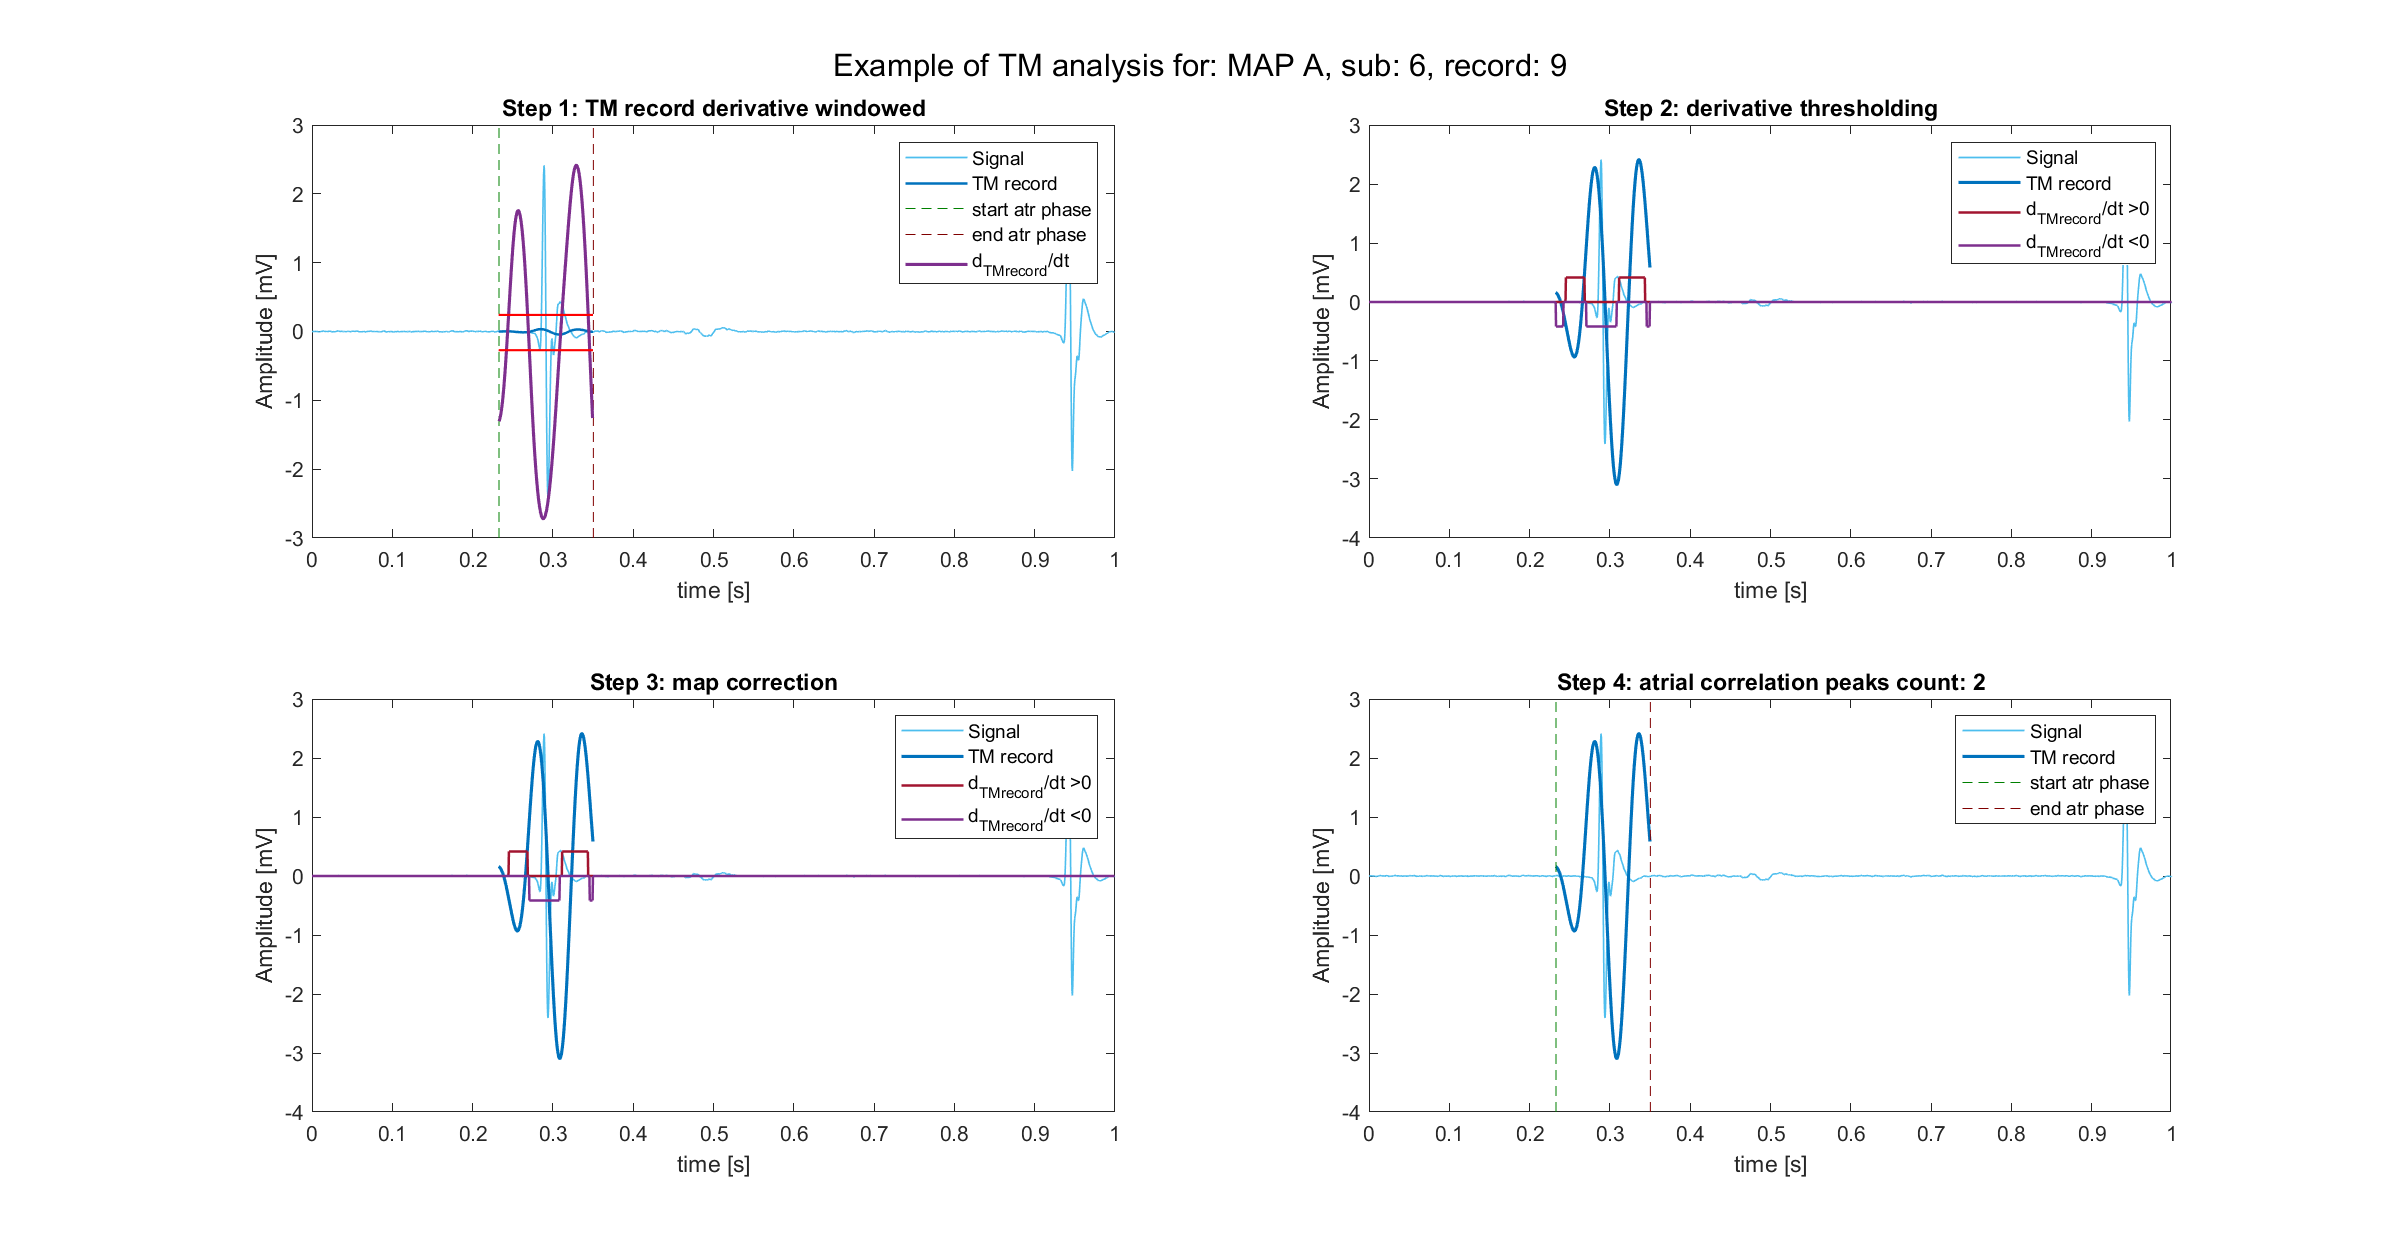 Example of TM analysis for: MAP A, sub: 6, record: 9
Step 1: TM record derivative windowed
Signal
TM record
start atr phase
end atr phase
dTMrecord/dt
3
2
1
0
-1
-2
-3
Amplitude [mV]
0 0.1 0.2 0.3 0.4 0.5 0.6 0.7 0.8 0.9 1
time [s]
Step 2: derivative thresholding
Signal
TM record
dTMrecord/dt >0
dTMrecord/dt <0
3
2
1
0
-1
-2
-3
-4
Amplitude [mV]
0 0.1 0.2 0.3 0.4 0.5 0.6 0.7 0.8 0.9 1
time [s]
Step 3: map correction
Signal
TM record
dTMrecord/dt >0
dTMrecord/dt <0
3
2
1
0
-1
-2
-3
-4
Amplitude [mV]
0 0.1 0.2 0.3 0.4 0.5 0.6 0.7 0.8 0.9 1
time [s]
Step 4: atrial correlation peaks count: 2
Signal
TM record
start atr phase
end atr phase
3
2
1
0
-1
-2
-3
-4
Amplitude [mV]
0 0.1 0.2 0.3 0.4 0.5 0.6 0.7 0.8 0.9 1
time [s]